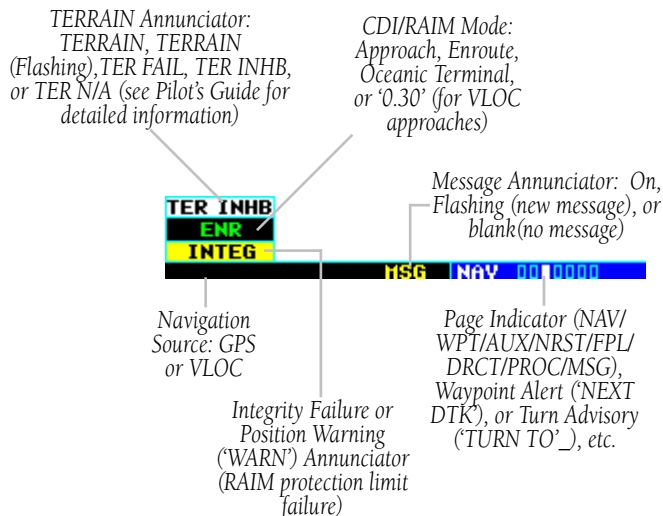 TERRAIN Annunciator:
TERRAIN, TERRAIN
(Flashing),TER FAIL, TER INHB,
or TER N/A (see Pilot's Guide for
detailed information)
CDI/RAIM Mode:
Approach, Enroute,
Oceanic Terminal,
or ‘0.30’ (for VLOC
approaches)
Message Annunciator: On,
Flashing (new message), or
blank(no message)
TER INHB
ENR
INTEG
MSG NAV
Navigation
Source: GPS
or VLOC
Integrity Failure or
Position Warning
(‘WARN’) Annunciator
(RAIM protection limit
failure)
Page Indicator (NAV/
WPT/AUX/NRST/FPL/
DRCT/PROC/MSG),
Waypoint Alert (‘NEXT
DTK’), or Turn Advisory
(‘TURN TO’_), etc.